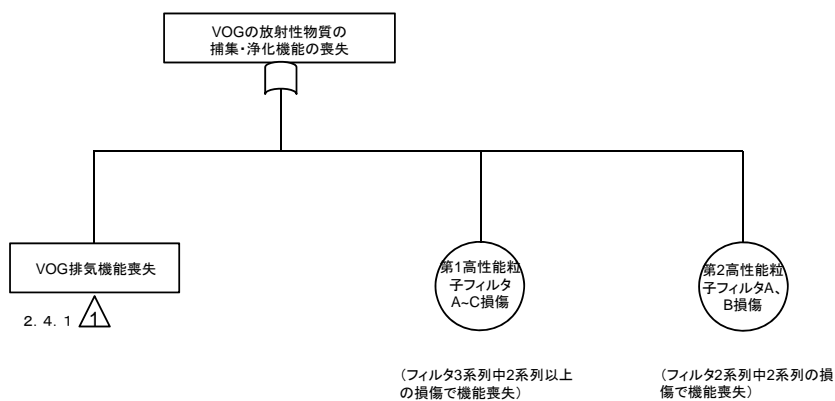 VOGの放射性物質の
捕集・浄化機能の喪失
VOG排気機能喪失
2.4.1 1
第1高性能粒
子フィルタ
A~C損傷
第2高性能粒
子フィルタA、
B損傷
（フィルタ3系列中2系列以上
の損傷で機能喪失）
（フィルタ2系列中2系列の損
傷で機能喪失）